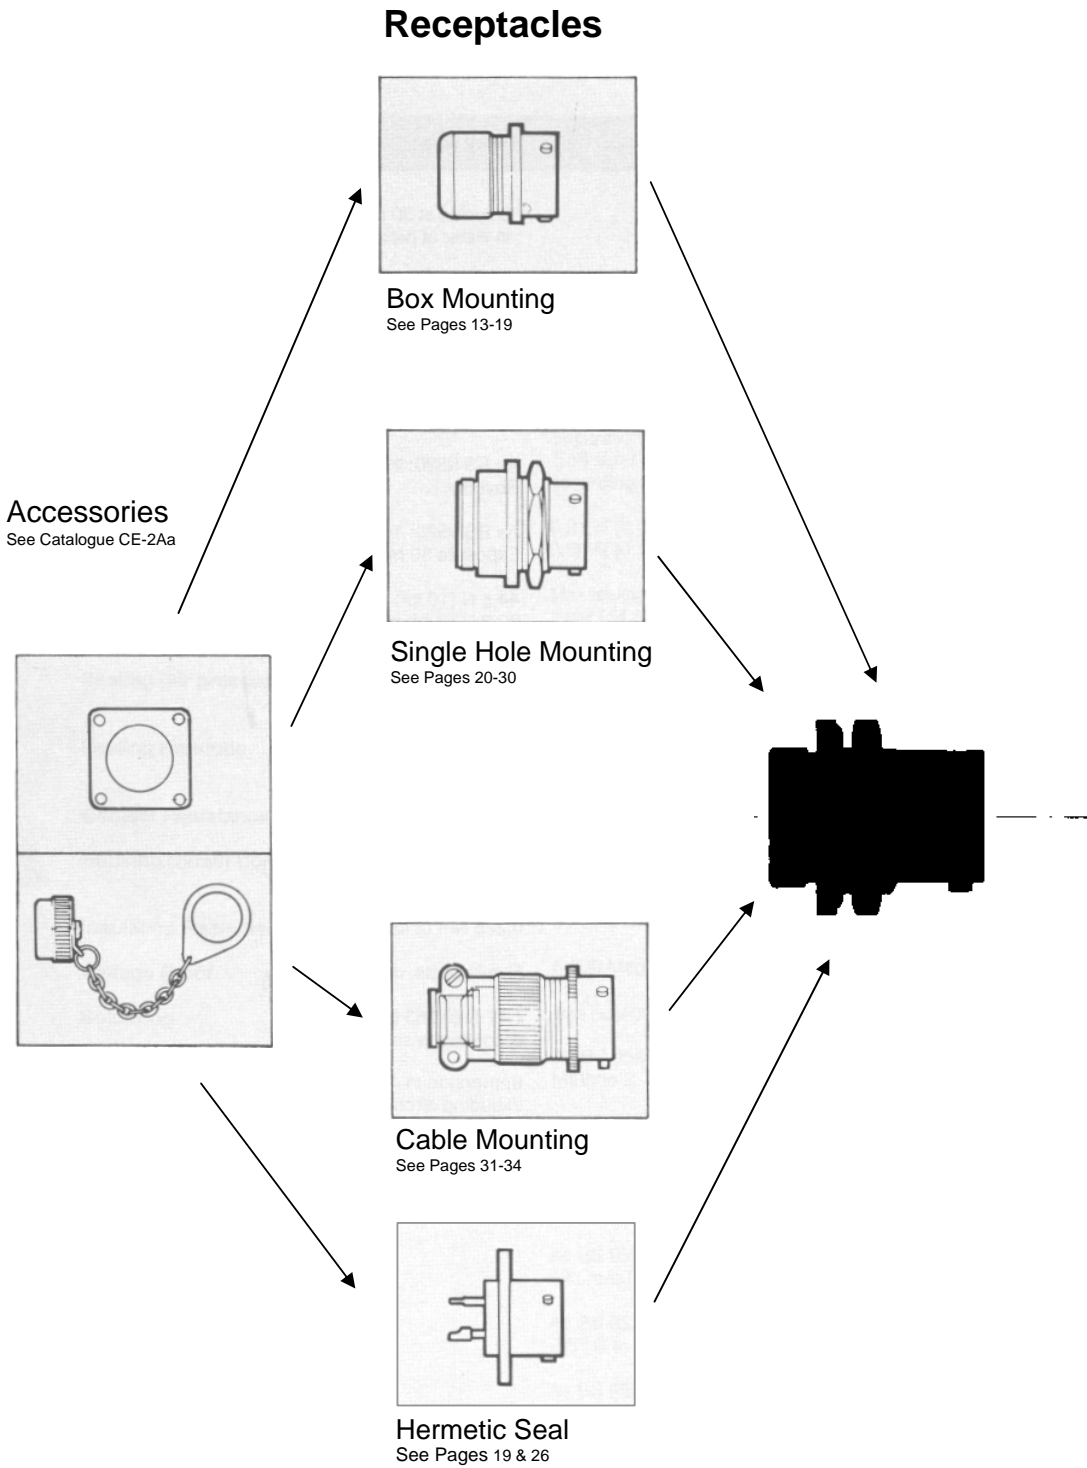 Receptacles
Box Mounting
See Pages 13-19
Accessories
See Catalogue CE-2Aa
Single Hole Mounting
See Pages 20-30
Cable Mounting
See Pages 31-34
Hermetic Seal
See Pages 19 & 26